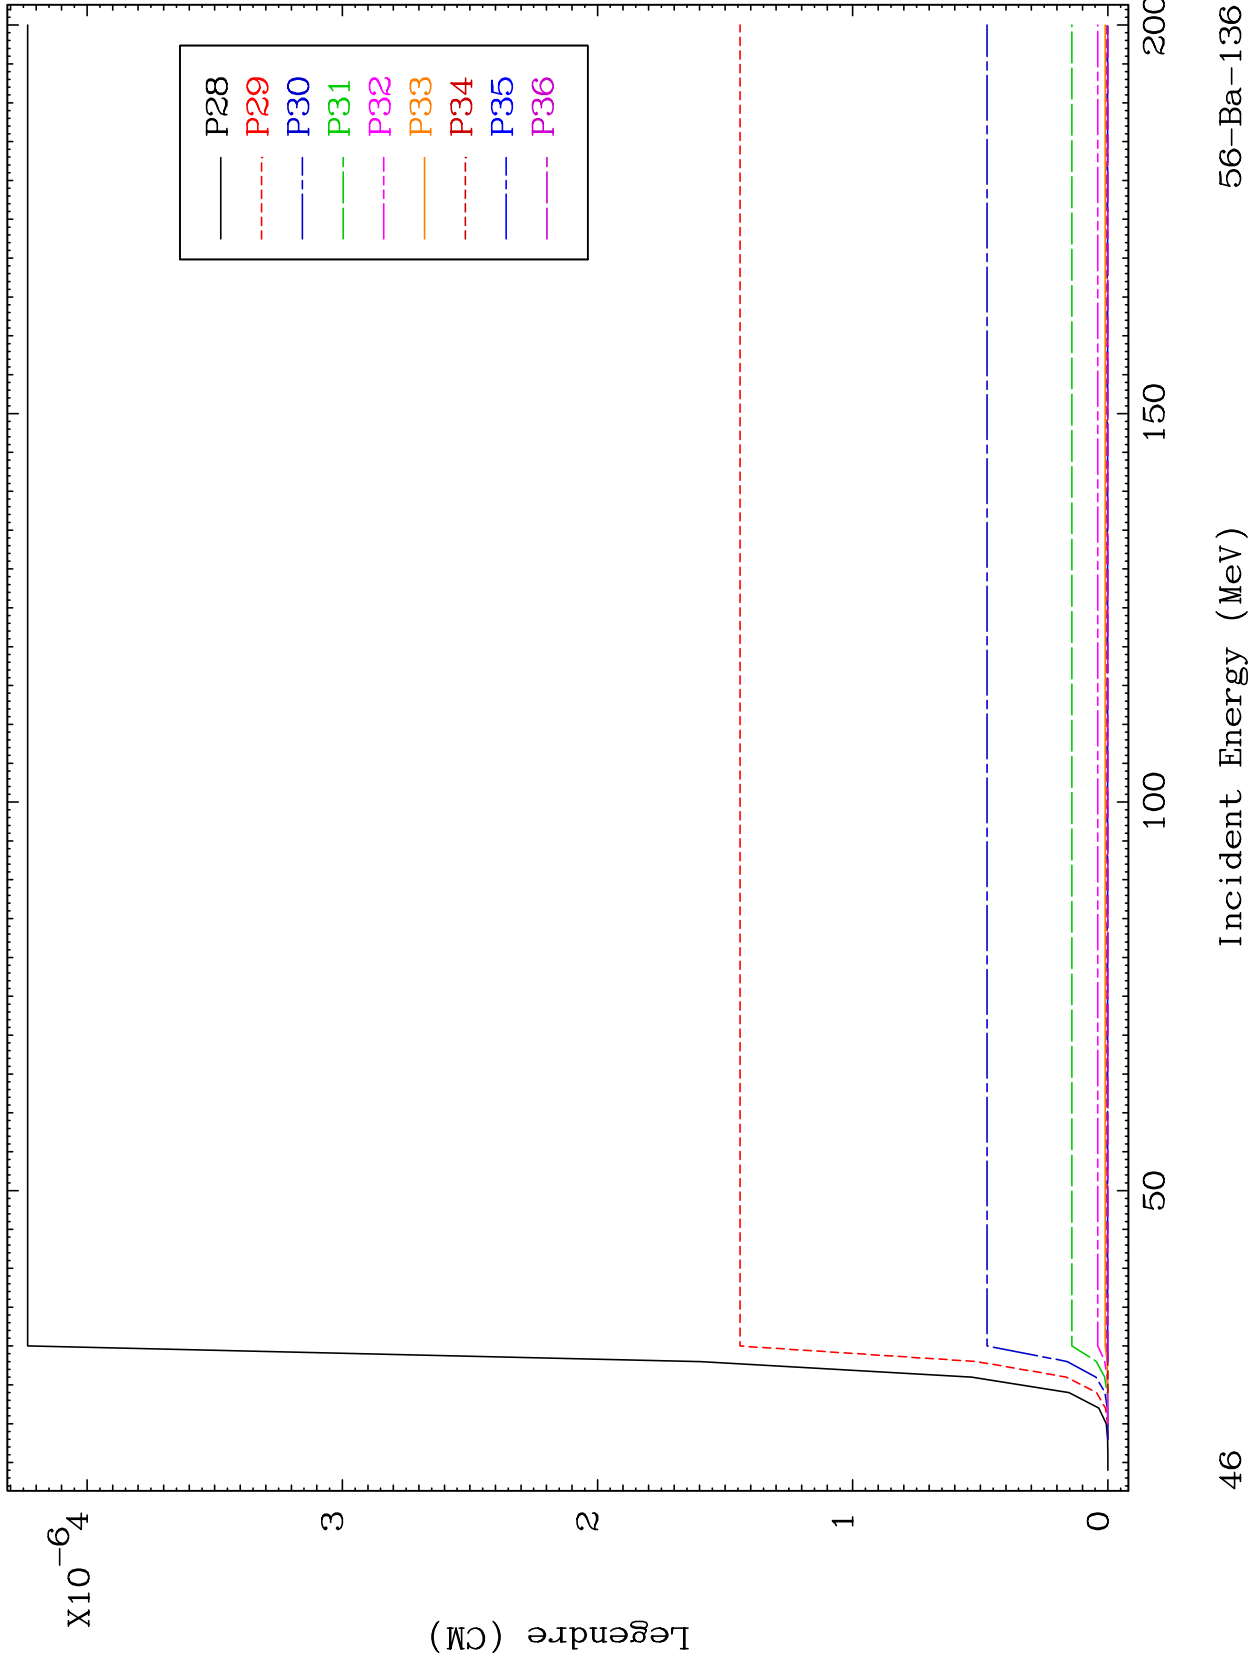 X10-6
4
3
2
1
0
Legendre (CM)
P28
P29
P30
P31
P32
P33
P34
P35
P36
50
100
150
200
Incident Energy (MeV)
46
56-Ba-136